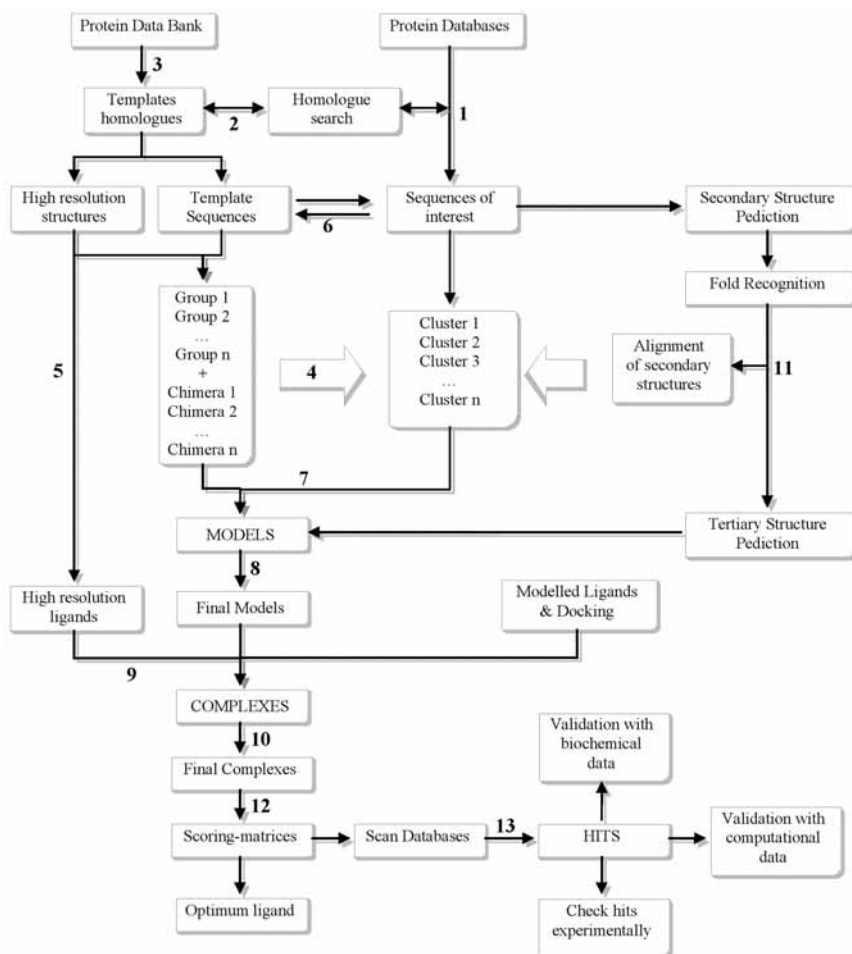 Protein Data Bank
Protein Databases
3
Templates
homologues
2
Homologue
search
1
High resolution
structures
Template
Sequences
6
Sequences of
interest
Secondary Structure
Pediction
Fold Recognition
Group 1
Group 2
...
Group n
+
Chimera 1
Chimera 2
...
Chimera n
5
4
Cluster 1
Cluster 2
Cluster 3
...
Cluster n
Alignment
of secondary
structures
11
7
MODELS
Tertiary Structure
Pediction
8
High resolution
ligands
Final Models
Modelled Ligands
& Docking
9
COMPLEXES
10
Final Complexes
12
Scoring-matrices
Scan Databases
13
HITS
Validation with
biochemical
data
Validation with
computational
data
Optimum ligand
Check hits
experimentally